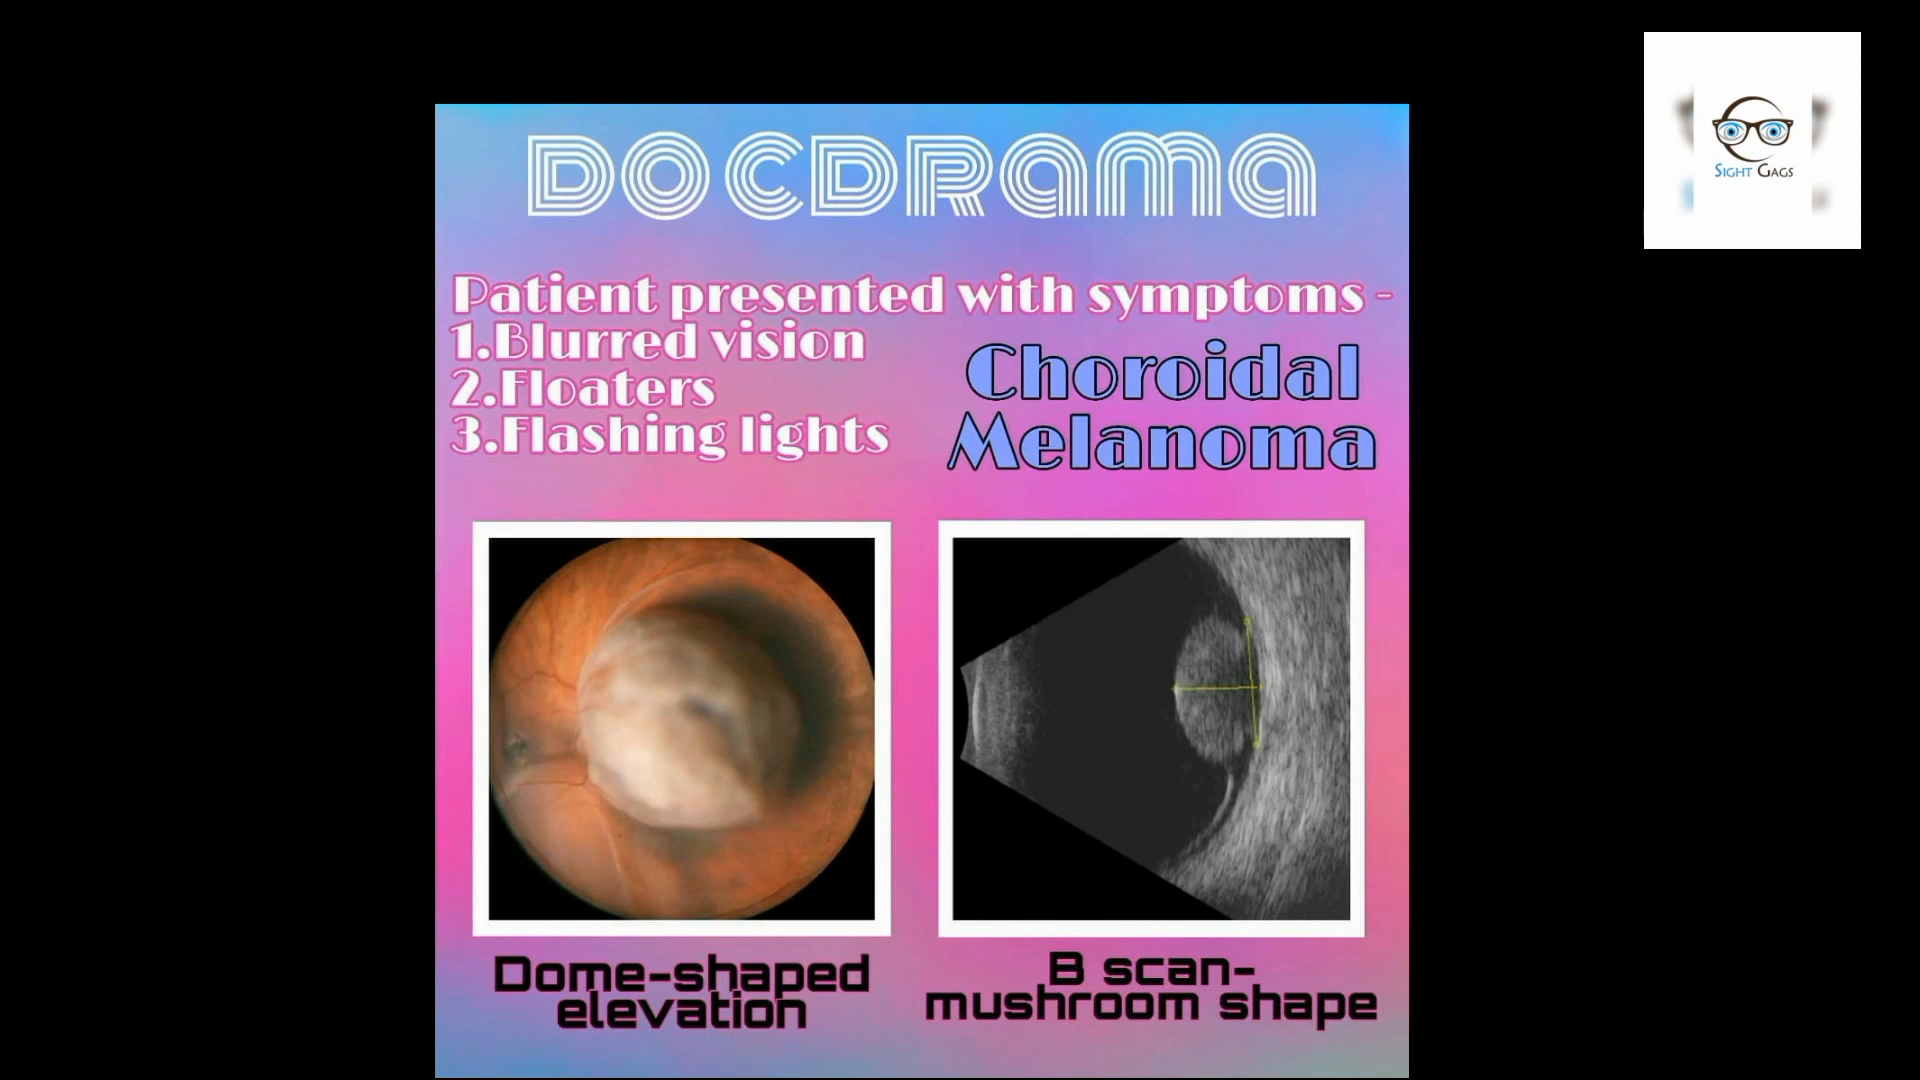 DOCDRAMA
SIGHT GAGS
Patient presented with symptoms -
1.Blurred vision
2.Floaters
3.Flashing lights
Choroidal
Melanoma
Dome-shaped
elevation
B scan-
mushroom shape